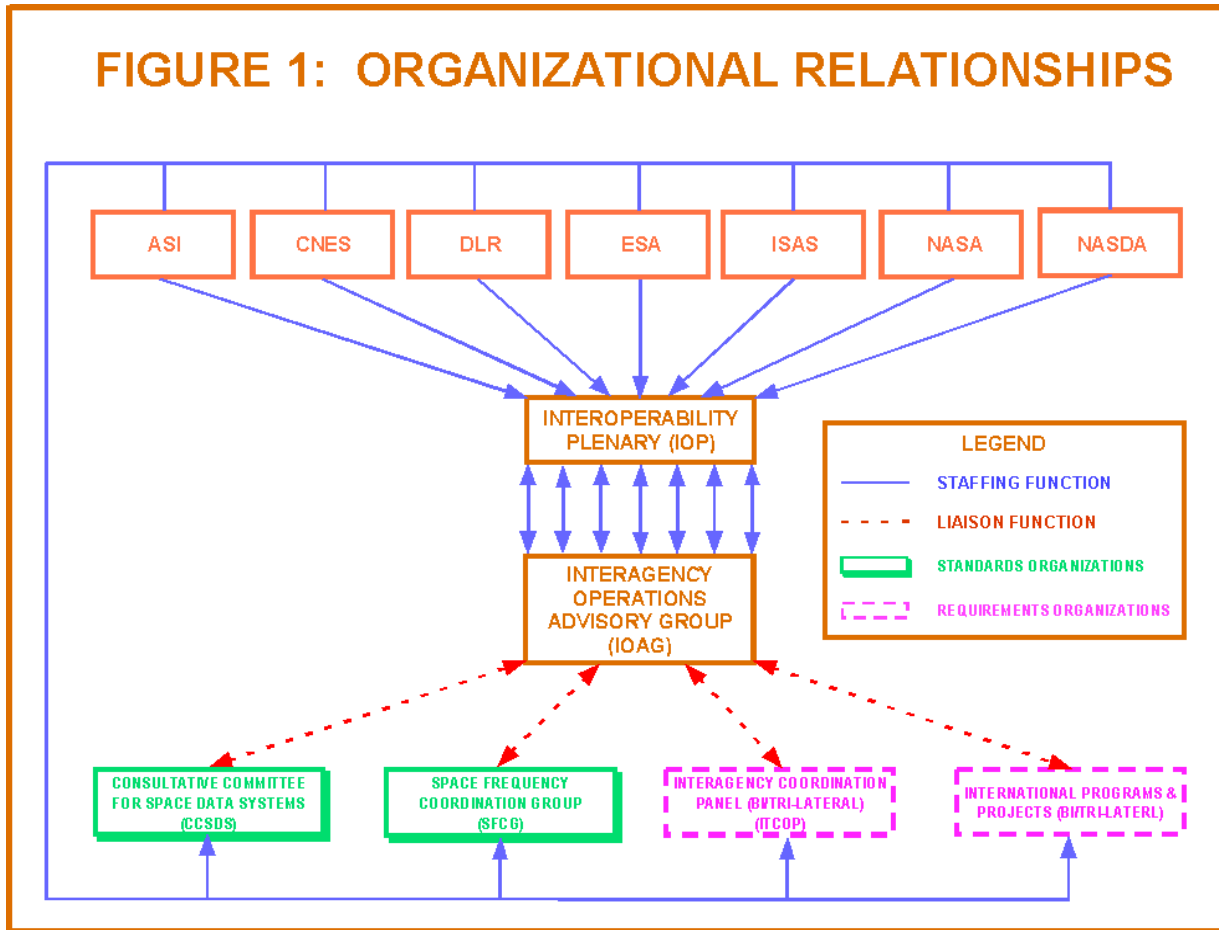 FIGURE 1: ORGANIZATIONAL RELATIONSHIPS
ASI
CNES
DLR
ESA
ISAS
NASA
NASDA
INTEROPERABILITY
PLENARY (IOP)
LEGEND
STAFFING FUNCTION
LIAISON FUNCTION
STANDARDS ORGANIZATIONS
REQUIREMENTS ORGANIZATIONS
INTERAGENCY
OPERATIONS
ADVISORY GROUP
(IOAG)
CONSULTATIVE COMMITTEE
FOR SPACE DATA SYSTEMS
(CCSDS)
SPACE FREQUENCY
COORDINATION GROUP
(SFCG)
INTERAGENCY COORDINATION
PANEL (BI/TRI-LATERAL)
(ITCOP)
INTERNATIONAL PROGRAMS &
PROJECTS (BI/TRI-LATERL)